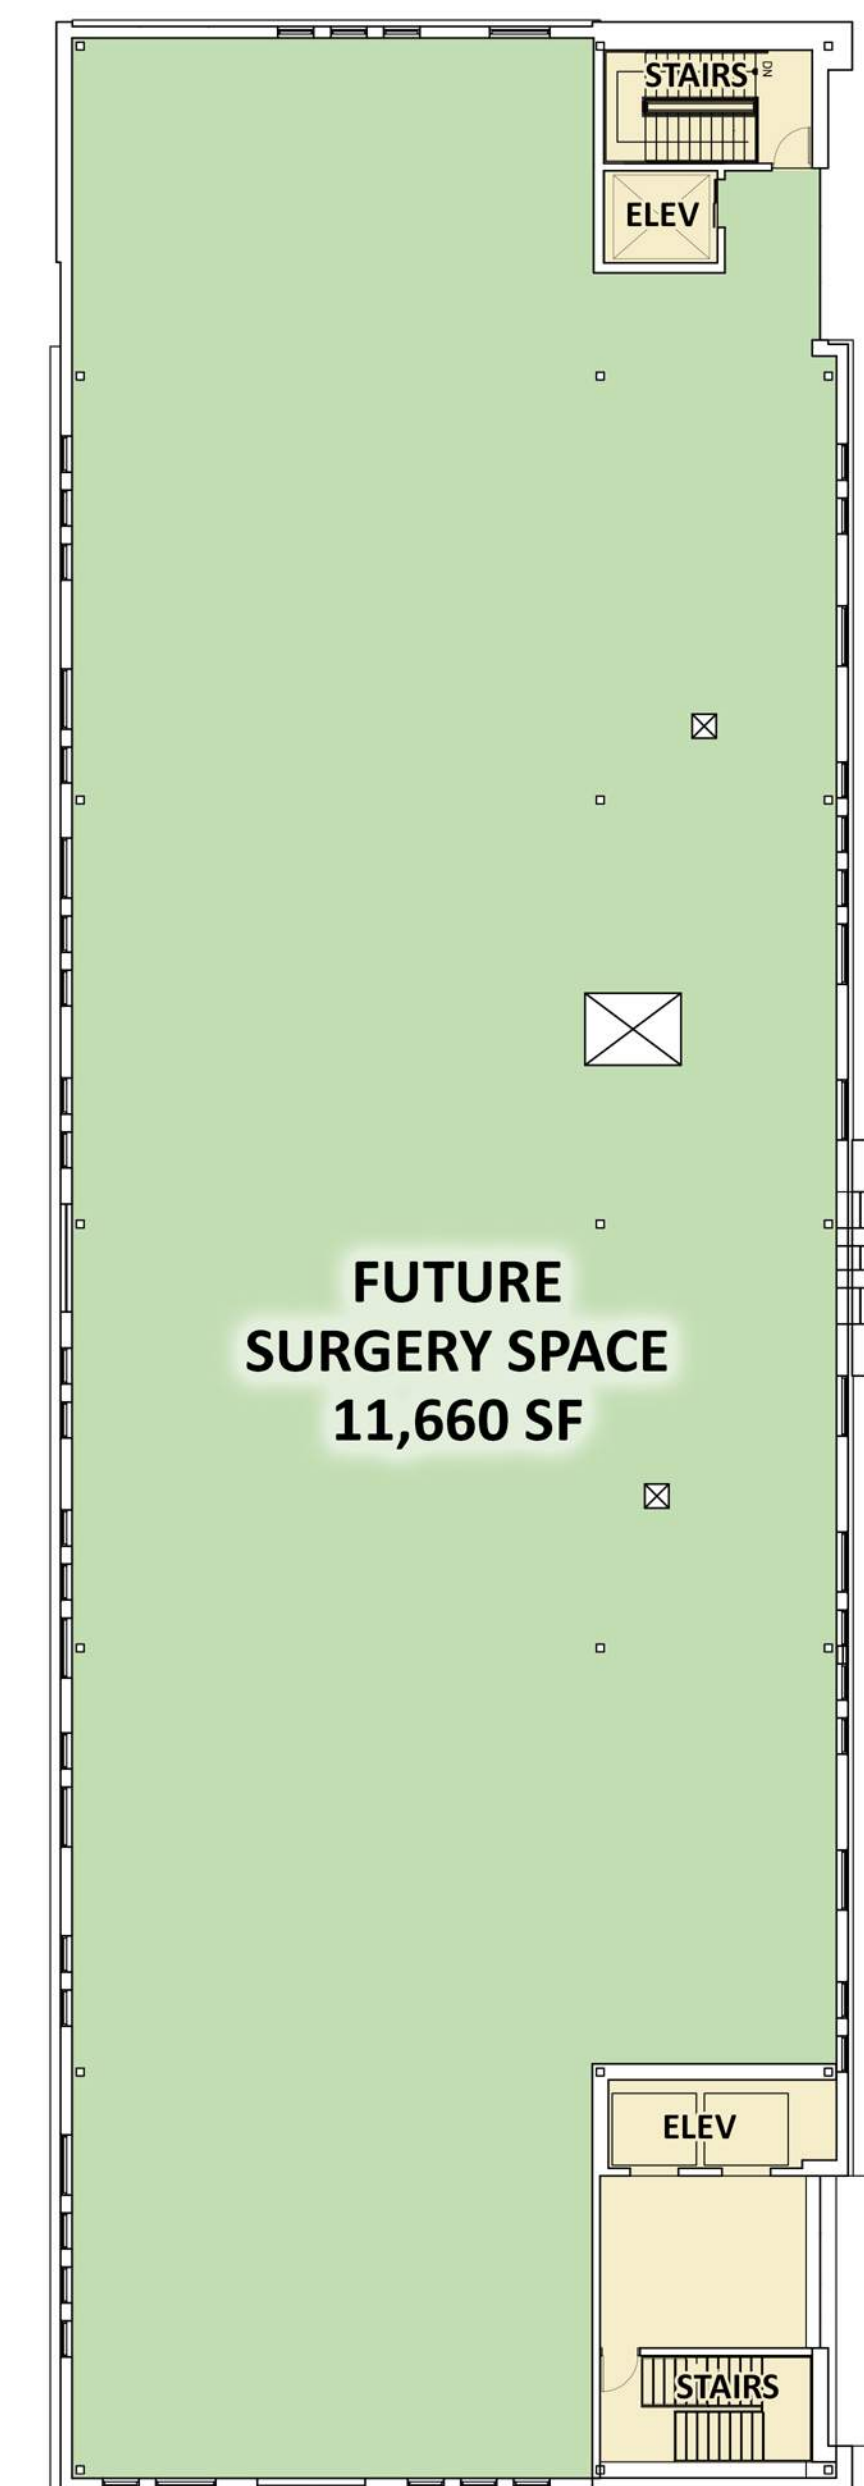 STAIRS
DN
ELEV
FUTURE
SURGERY SPACE
11,660 SF
ELEV
STAIRS